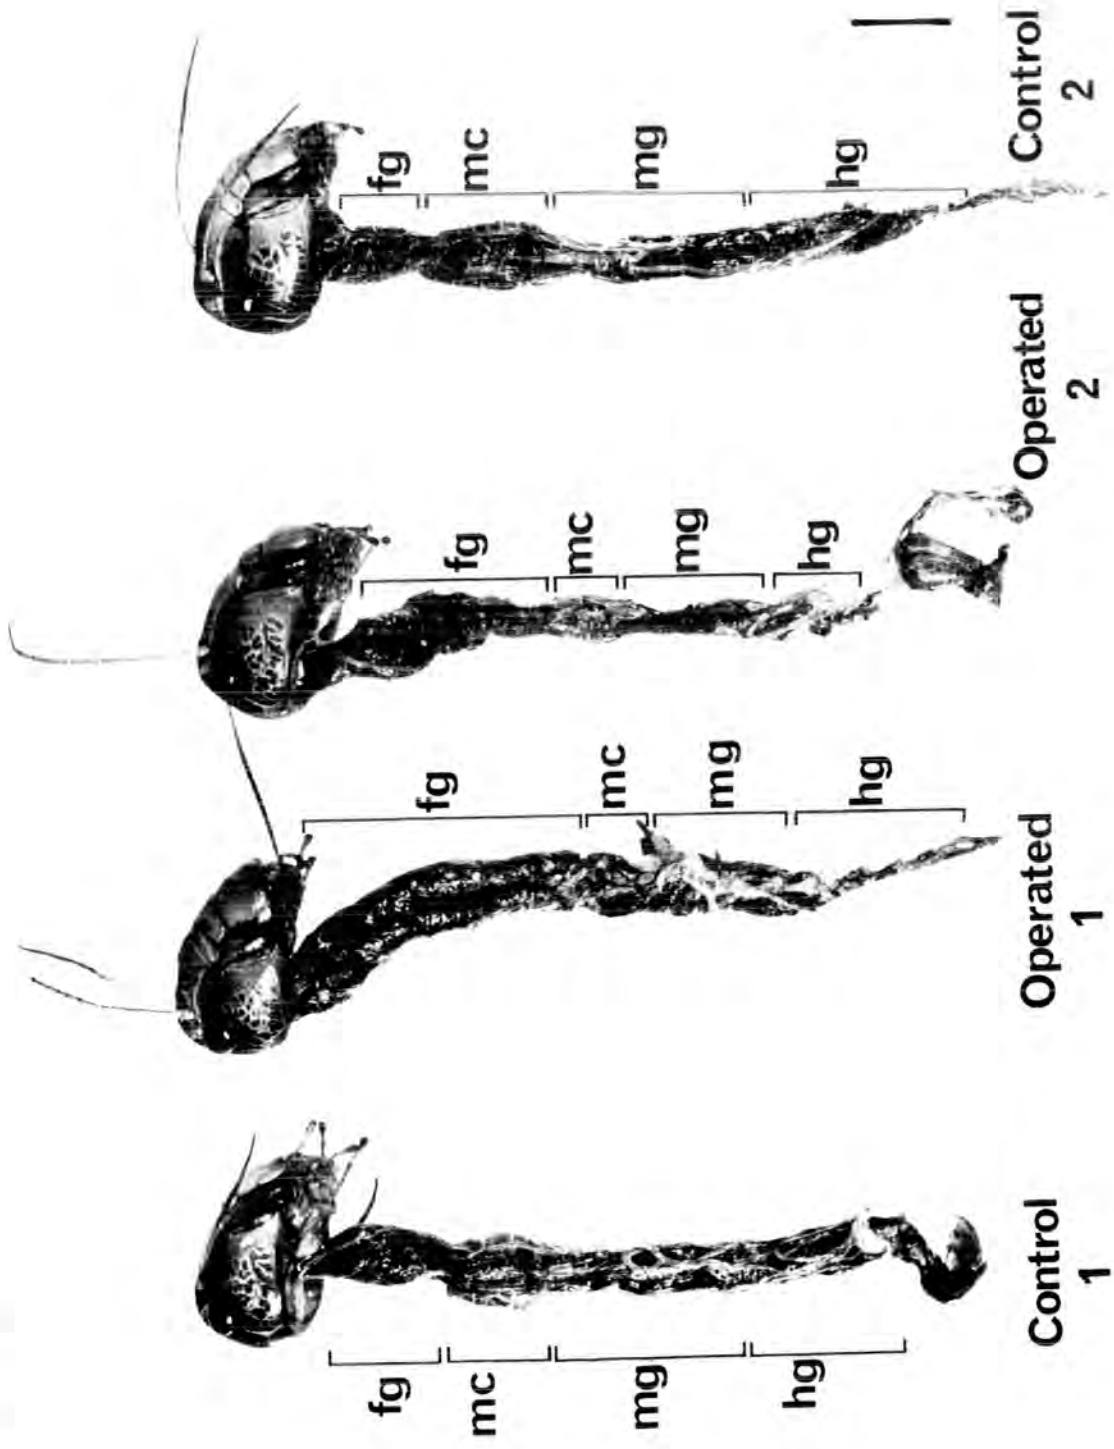 fg
mc
mg
hg
Control
1
fg
mc
mg
hg
Operated
1
fg
mc
mg
hg
Operated
2
fg
mc
mg
hg
Control
2